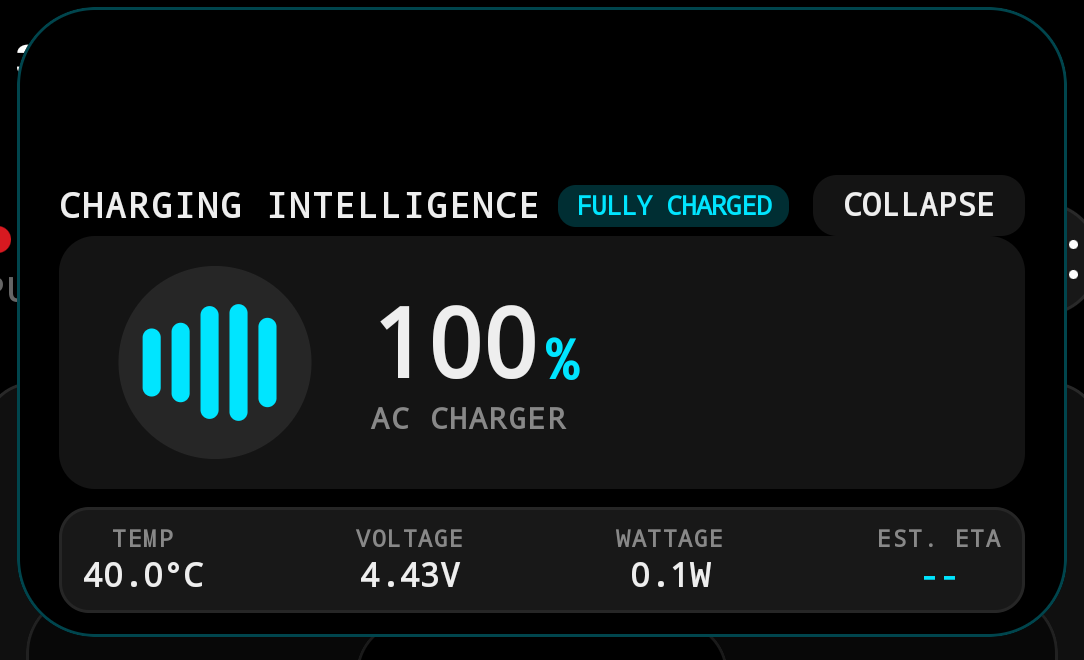 CHARGING INTELLIGENCE FULLY CHARGED COLLAPSE
100%
AC CHARGER
TEMP VOLTAGE WATTAGE EST. ETA
40.0°C 4.43V 0.1W --